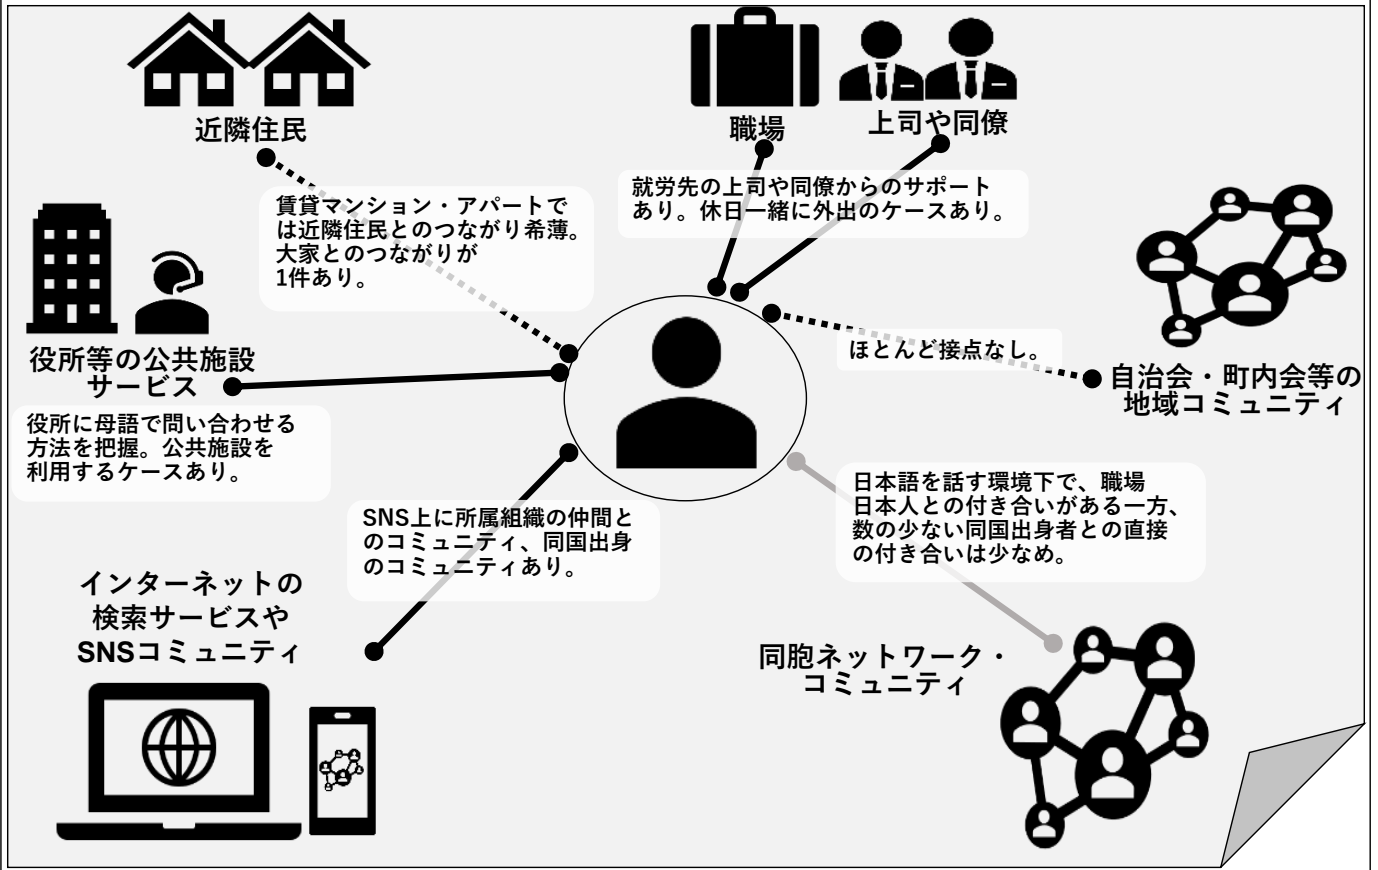 近隣住民
職場
上司や同僚
賃貸マンション・アパートで
は近隣住民とのつながり希薄。
大家とのつながりが
1件あり。
就労先の上司や同僚からのサポート
あり。休日一緒に外出のケースあり。
役所等の公共施設
サービス
役所に母語で問い合わせる
方法を把握。公共施設を
利用するケースあり。
ほとんど接点なし。
自治会・町内会等の
地域コミュニティ
SNS上に所属組織の仲間と
のコミュニティ、同国出身
のコミュニティあり。
日本語を話す環境下で、職場
日本人との付き合いがある一方、
数の少ない同国出身者との直接
の付き合いは少なめ。
インターネットの
検索サービスや
SNSコミュニティ
同胞ネットワーク・
コミュニティ